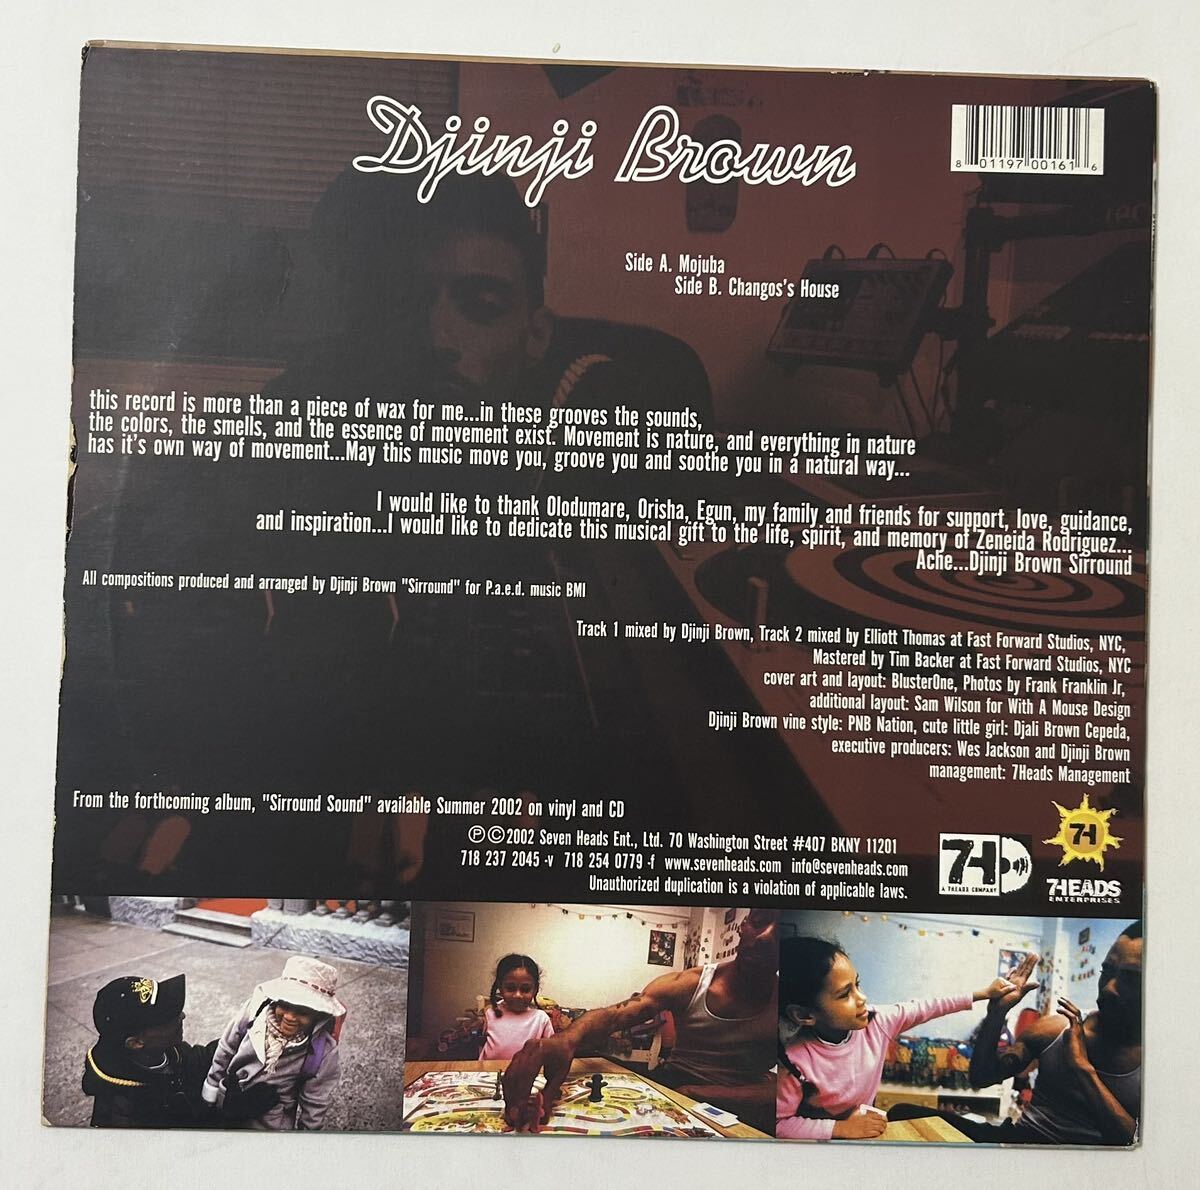 Djinji Brown
8 01197 00161 6
Side A. Mojuba
Side B. Changos's House
this record is more than a piece of wax for me...in these grooves the sounds,
the colors, the smells, and the essence of movement exist. Movement is nature, and everything in nature
has it's own way of movement...May this music move you, groove you and soothe you in a natural way...
I would like to thank Olodumare, Orisha, Egun, my family and friends for support, love, guidance,
and inspiration...I would like to dedicate this musical gift to the life, spirit, and memory of Zeneida Rodriguez...
Ache...Djinji Brown Sirround
All compositions produced and arranged by Djinji Brown "Sirround" for P.a.e.d. music BMI
Track 1 mixed by Djinji Brown, Track 2 mixed by Elliott Thomas at Fast Forward Studios, NYC,
Mastered by Tim Backer at Fast Forward Studios, NYC
cover art and layout: BlusterOne, Photos by Frank Franklin Jr,
additional layout: Sam Wilson for With A Mouse Design
Djinji Brown vine style: PNB Nation, cute little girl: Djali Brown Cepeda,
executive producers: Wes Jackson and Djinji Brown
management: 7Heads Management
From the forthcoming album, "Sirround Sound" available Summer 2002 on vinyl and CD
℗©2002 Seven Heads Ent., Ltd. 70 Washington Street #407 BKNY 11201
718 237 2045 -v 718 254 0779 -f www.sevenheads.com info@sevenheads.com
Unauthorized duplication is a violation of applicable laws.
7H
A 7HEADS COMPANY
7H
7HEADS
ENTERPRISES